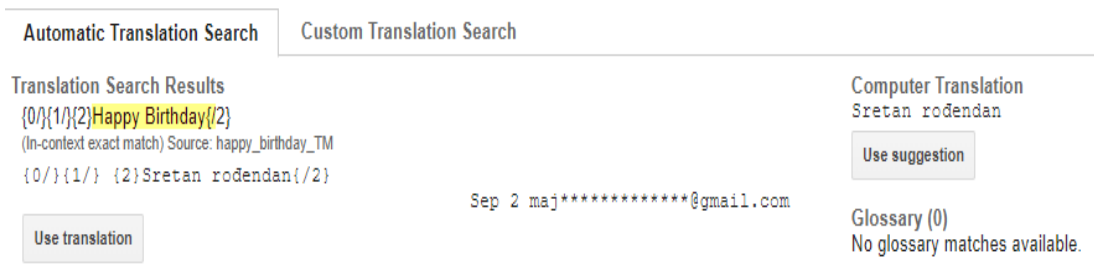 Automatic Translation Search
Custom Translation Search
Translation Search Results
{0/}{1/}{2}Happy Birthday{/2}
(In-context exact match) Source: happy_birthday_TM
{0/}{1/} {2}Sretan rođendan{/2}
Sep 2 maj*************@gmail.com
Use translation
Computer Translation
Sretan rođendan
Use suggestion
Glossary (0)
No glossary matches available.